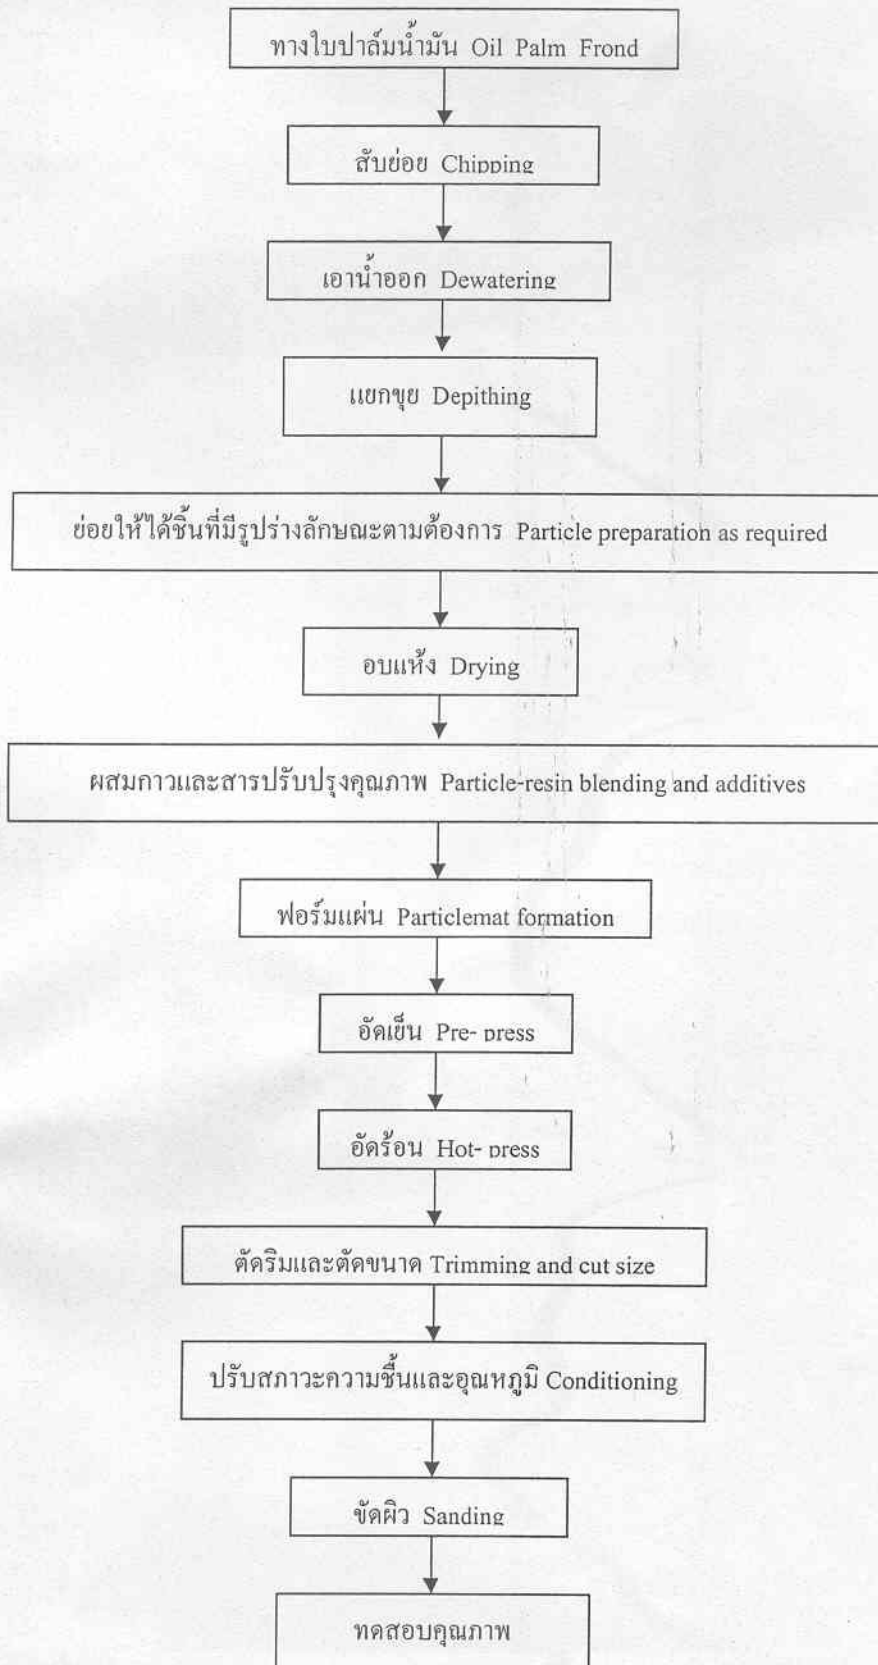 ทางใบปาล์มน้ำมัน Oil Palm Frond
สับย่อย Chipping
เอาน้ำออก Dewatering
แยกขุย Depithing
ย่อยให้ได้ชิ้นที่มีรูปร่างลักษณะตามต้องการ Particle preparation as required
อบแห้ง Drying
ผสมกาวและสารปรับปรุงคุณภาพ Particle-resin blending and additives
ฟอร์มแผ่น Particlemat formation
อัดเย็น Pre- press
อัดร้อน Hot- press
ตัดริมและตัดขนาด Trimming and cut size
ปรับสภาวะความชื้นและอุณหภูมิ Conditioning
ขัดผิว Sanding
ทดสอบคุณภาพ